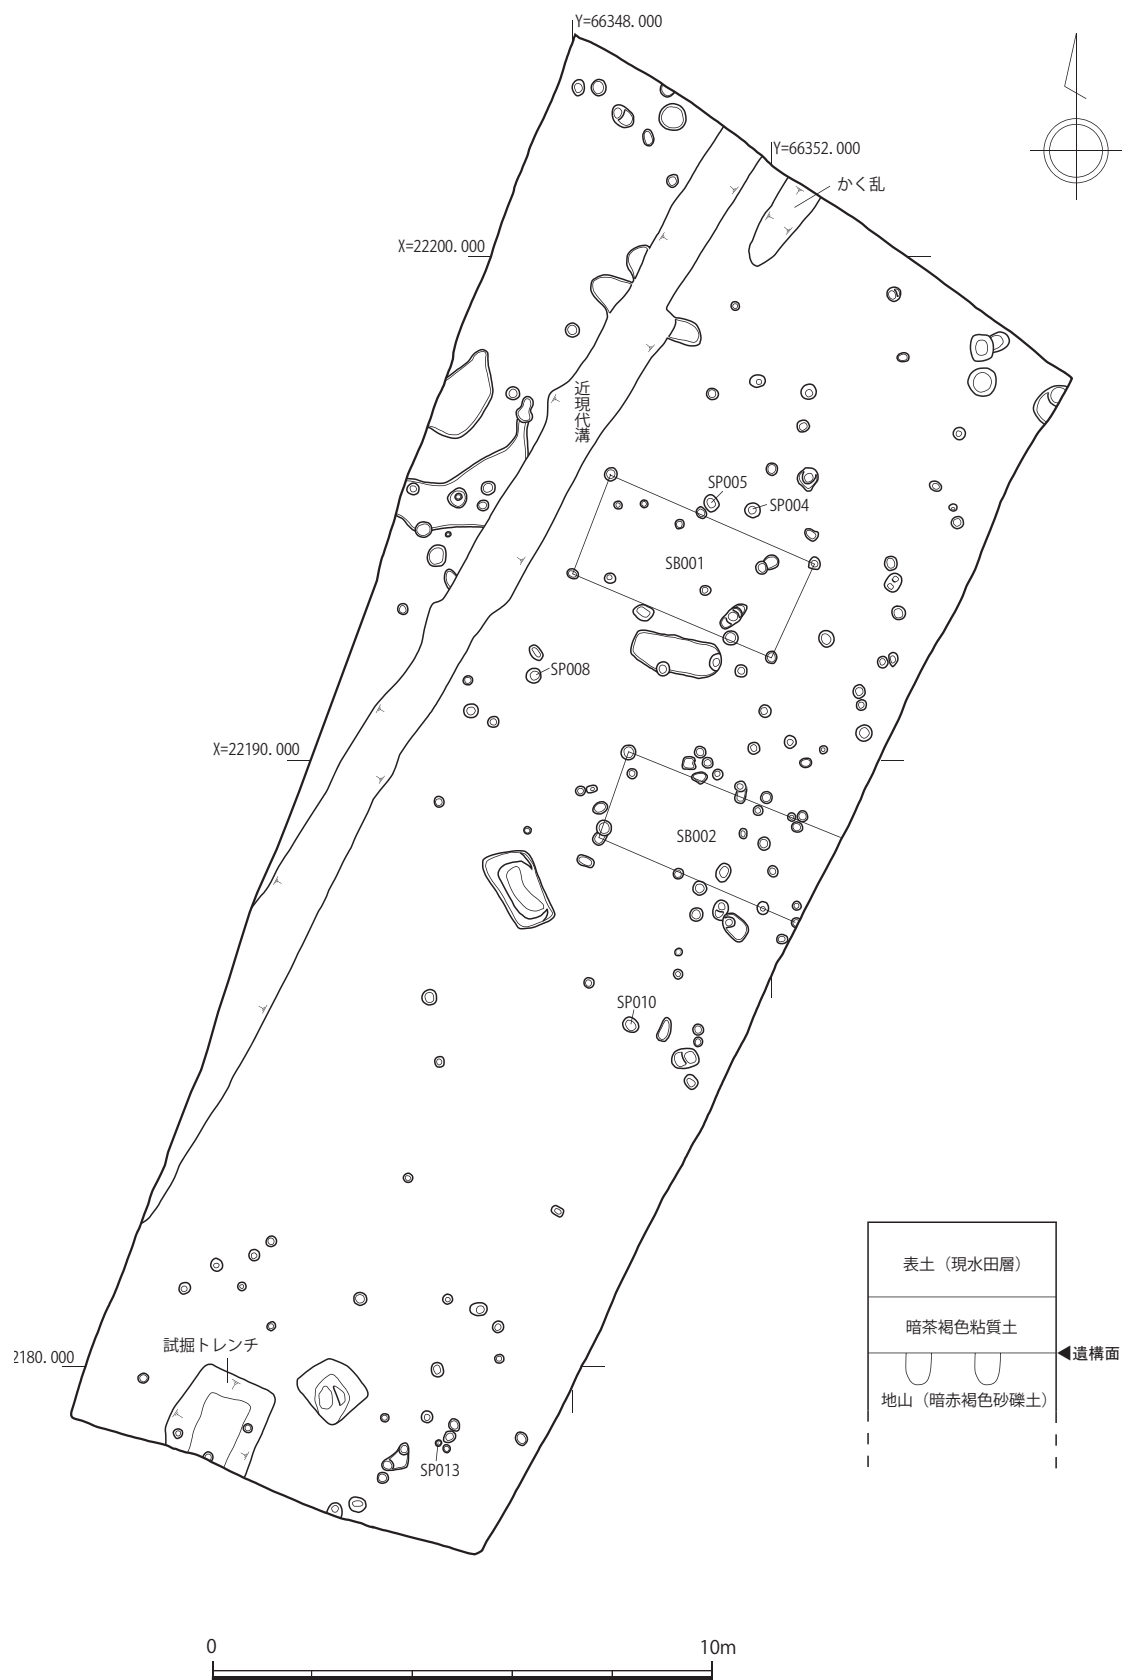 Y=66348.000
Y=66352.000
かく乱
X=22200.000
近現代溝
SP005
SP004
SB001
SP008
X=22190.000
SB002
SP010
表土（現水田層）
暗茶褐色粘質土
遺構面
地山（暗赤褐色砂礫土）
試掘トレンチ
2180.000
SP013
0
10m